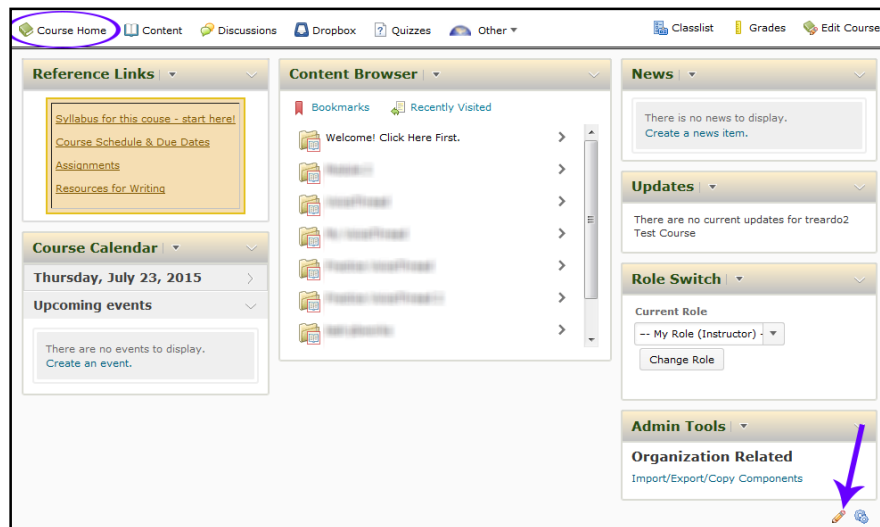 Course Home Content Discussions Dropbox Quizzes Other Classlist Grades Edit Course
Reference Links
Syllabus for this couse - start here!
Course Schedule & Due Dates
Assignments
Resources for Writing
Course Calendar
Thursday, July 23, 2015
Upcoming events
There are no events to display.
Create an event.
Content Browser
Bookmarks Recently Visited
Welcome! Click Here First.
News
There is no news to display.
Create a news item.
Updates
There are no current updates for treardo2
Test Course
Role Switch
Current Role
-- My Role (Instructor) -
Change Role
Admin Tools
Organization Related
Import/Export/Copy Components